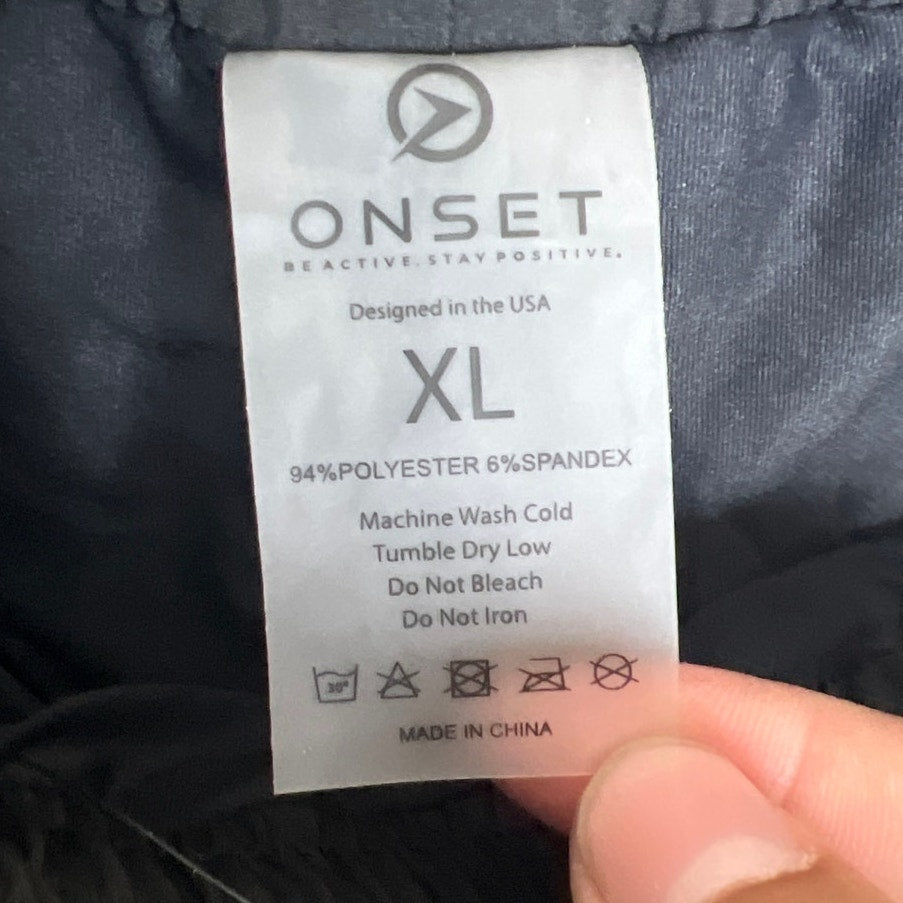 ONSET
BE ACTIVE. STAY POSITIVE.
Designed in the USA
XL
94%POLYESTER 6%SPANDEX
Machine Wash Cold
Tumble Dry Low
Do Not Bleach
Do Not Iron
30°
MADE IN CHINA